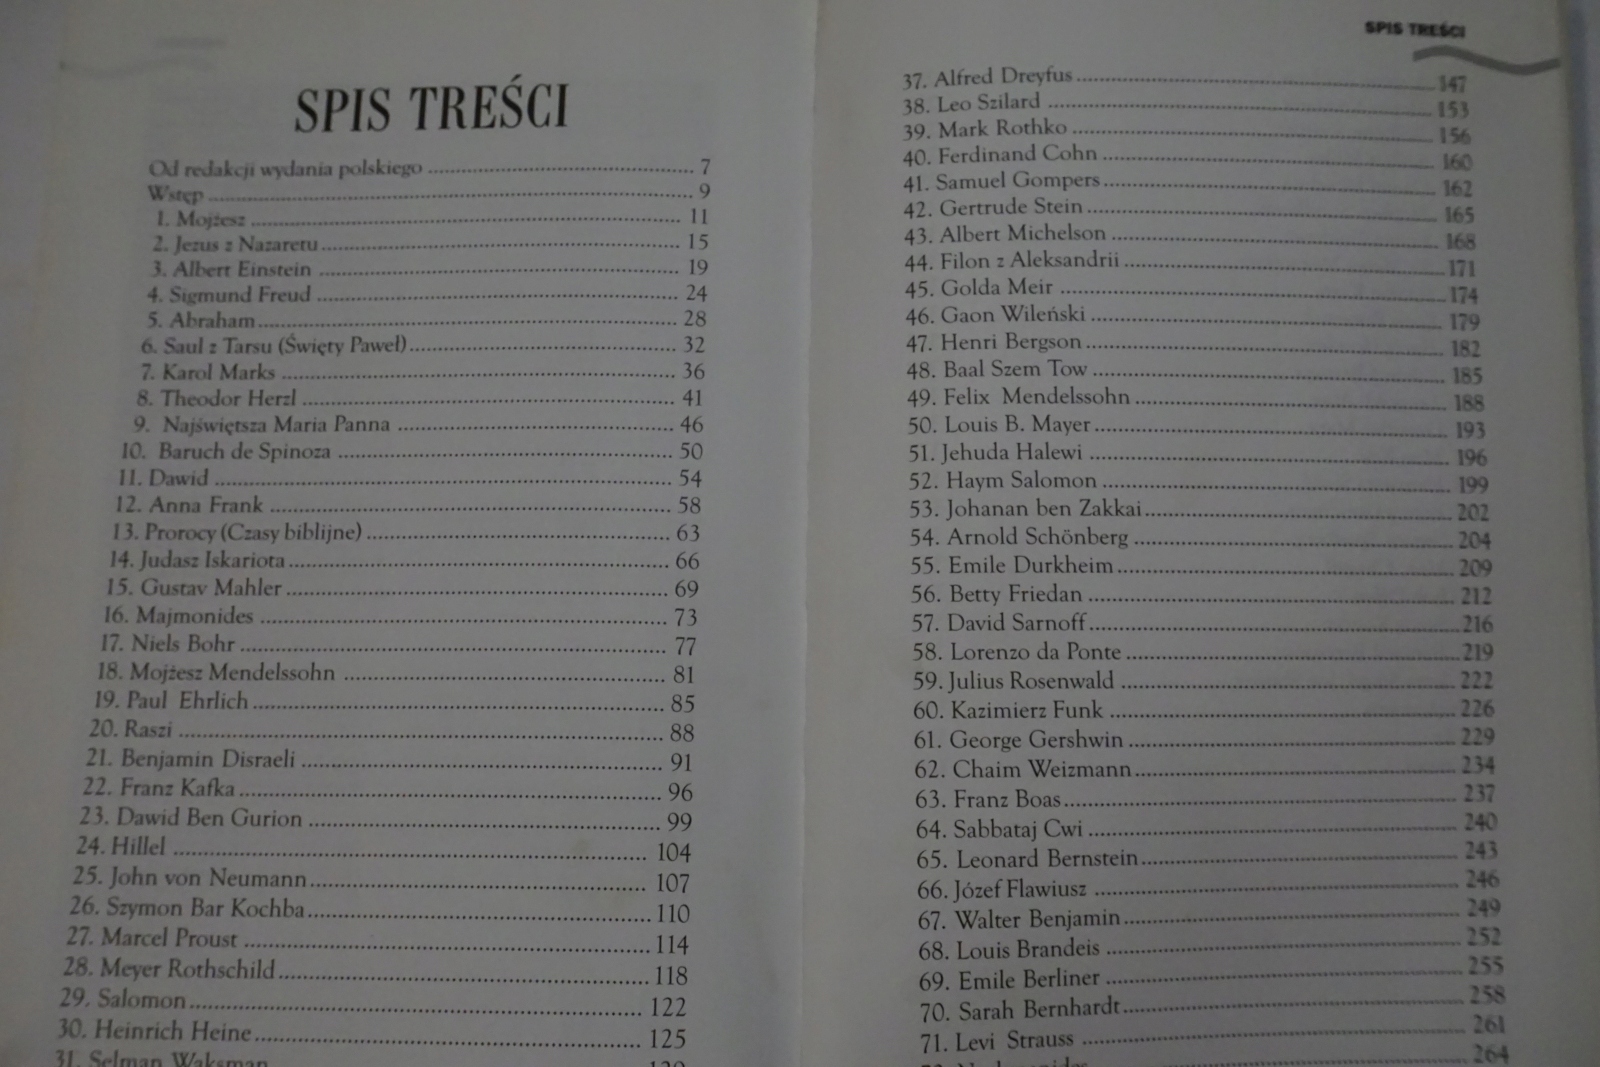 SPIS TREŚCI
Od redakcji wydania polskiego ........ 7
Wstęp ........ 9
1. Mojżesz ........ 11
2. Jezus z Nazaretu ........ 15
3. Albert Einstein ........ 19
4. Sigmund Freud ........ 24
5. Abraham ........ 28
6. Saul z Tarsu (Święty Paweł) ........ 32
7. Karol Marks ........ 36
8. Theodor Herzl ........ 41
9. Najświętsza Maria Panna ........ 46
10. Baruch de Spinoza ........ 50
11. Dawid ........ 54
12. Anna Frank ........ 58
13. Prorocy (Czasy biblijne) ........ 63
14. Judasz Iskariota ........ 66
15. Gustav Mahler ........ 69
16. Majmonides ........ 73
17. Niels Bohr ........ 77
18. Mojżesz Mendelssohn ........ 81
19. Paul Ehrlich ........ 85
20. Raszi ........ 88
21. Benjamin Disraeli ........ 91
22. Franz Kafka ........ 96
23. Dawid Ben Gurion ........ 99
24. Hillel ........ 104
25. John von Neumann ........ 107
26. Szymon Bar Kochba ........ 110
27. Marcel Proust ........ 114
28. Meyer Rothschild ........ 118
29. Salomon ........ 122
30. Heinrich Heine ........ 125
31. Selman Waksman
SPIS TREŚCI
37. Alfred Dreyfus ........ 147
38. Leo Szilard ........ 153
39. Mark Rothko ........ 156
40. Ferdinand Cohn ........ 160
41. Samuel Gompers ........ 162
42. Gertrude Stein ........ 165
43. Albert Michelson ........ 168
44. Filon z Aleksandrii ........ 171
45. Golda Meir ........ 174
46. Gaon Wileński ........ 179
47. Henri Bergson ........ 182
48. Baal Szem Tow ........ 185
49. Felix Mendelssohn ........ 188
50. Louis B. Mayer ........ 193
51. Jehuda Halewi ........ 196
52. Haym Salomon ........ 199
53. Johanan ben Zakkai ........ 202
54. Arnold Schönberg ........ 204
55. Emile Durkheim ........ 209
56. Betty Friedan ........ 212
57. David Sarnoff ........ 216
58. Lorenzo da Ponte ........ 219
59. Julius Rosenwald ........ 222
60. Kazimierz Funk ........ 226
61. George Gershwin ........ 229
62. Chaim Weizmann ........ 234
63. Franz Boas ........ 237
64. Sabbataj Cwi ........ 240
65. Leonard Bernstein ........ 243
66. Józef Flawiusz ........ 246
67. Walter Benjamin ........ 249
68. Louis Brandeis ........ 252
69. Emile Berliner ........ 255
70. Sarah Bernhardt ........ 258
71. Levi Strauss ........ 261
264